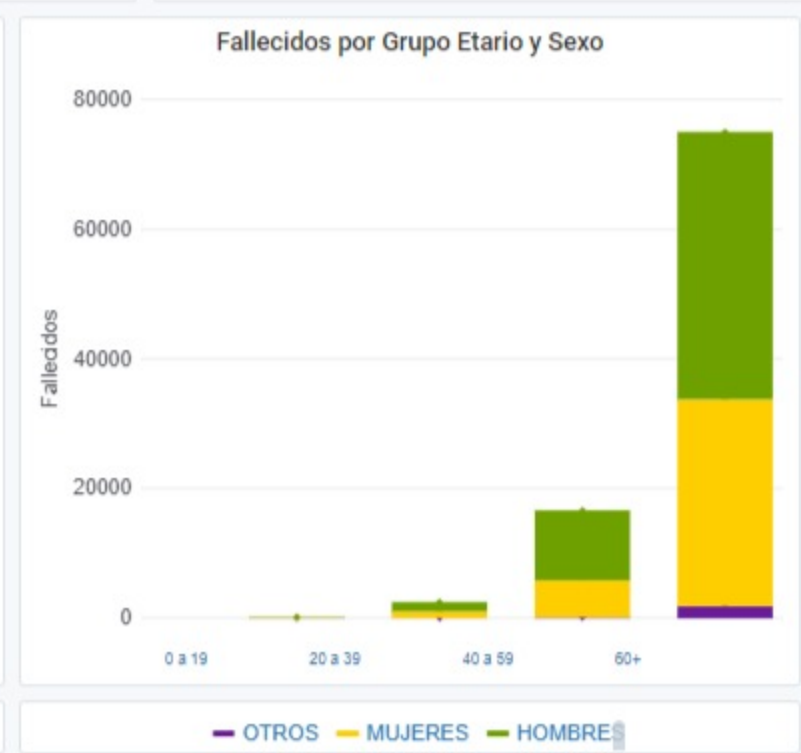 Fallecidos por Grupo Etario y Sexo
80000
60000
40000
20000
0
Fallecidos
0 a 19 20 a 39 40 a 59 60+
OTROS MUJERES HOMBRES